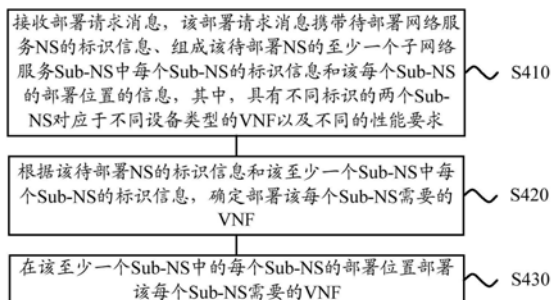 接收部署请求消息，该部署请求消息携带待部署网络服
务NS的标识信息、组成该待部署NS的至少一个子网络
服务Sub-NS中每个Sub-NS的标识信息和该每个Sub-NS
的部署位置的信息，其中，具有不同标识的两个Sub-
NS对应于不同设备类型的VNF以及不同的性能要求
S410
根据该待部署NS的标识信息和该至少一个Sub-NS中每
个Sub-NS的标识信息，确定部署该每个Sub-NS需要的
VNF
S420
在该至少一个Sub-NS中的每个Sub-NS的部署位置部署
该每个Sub-NS需要的VNF
S430